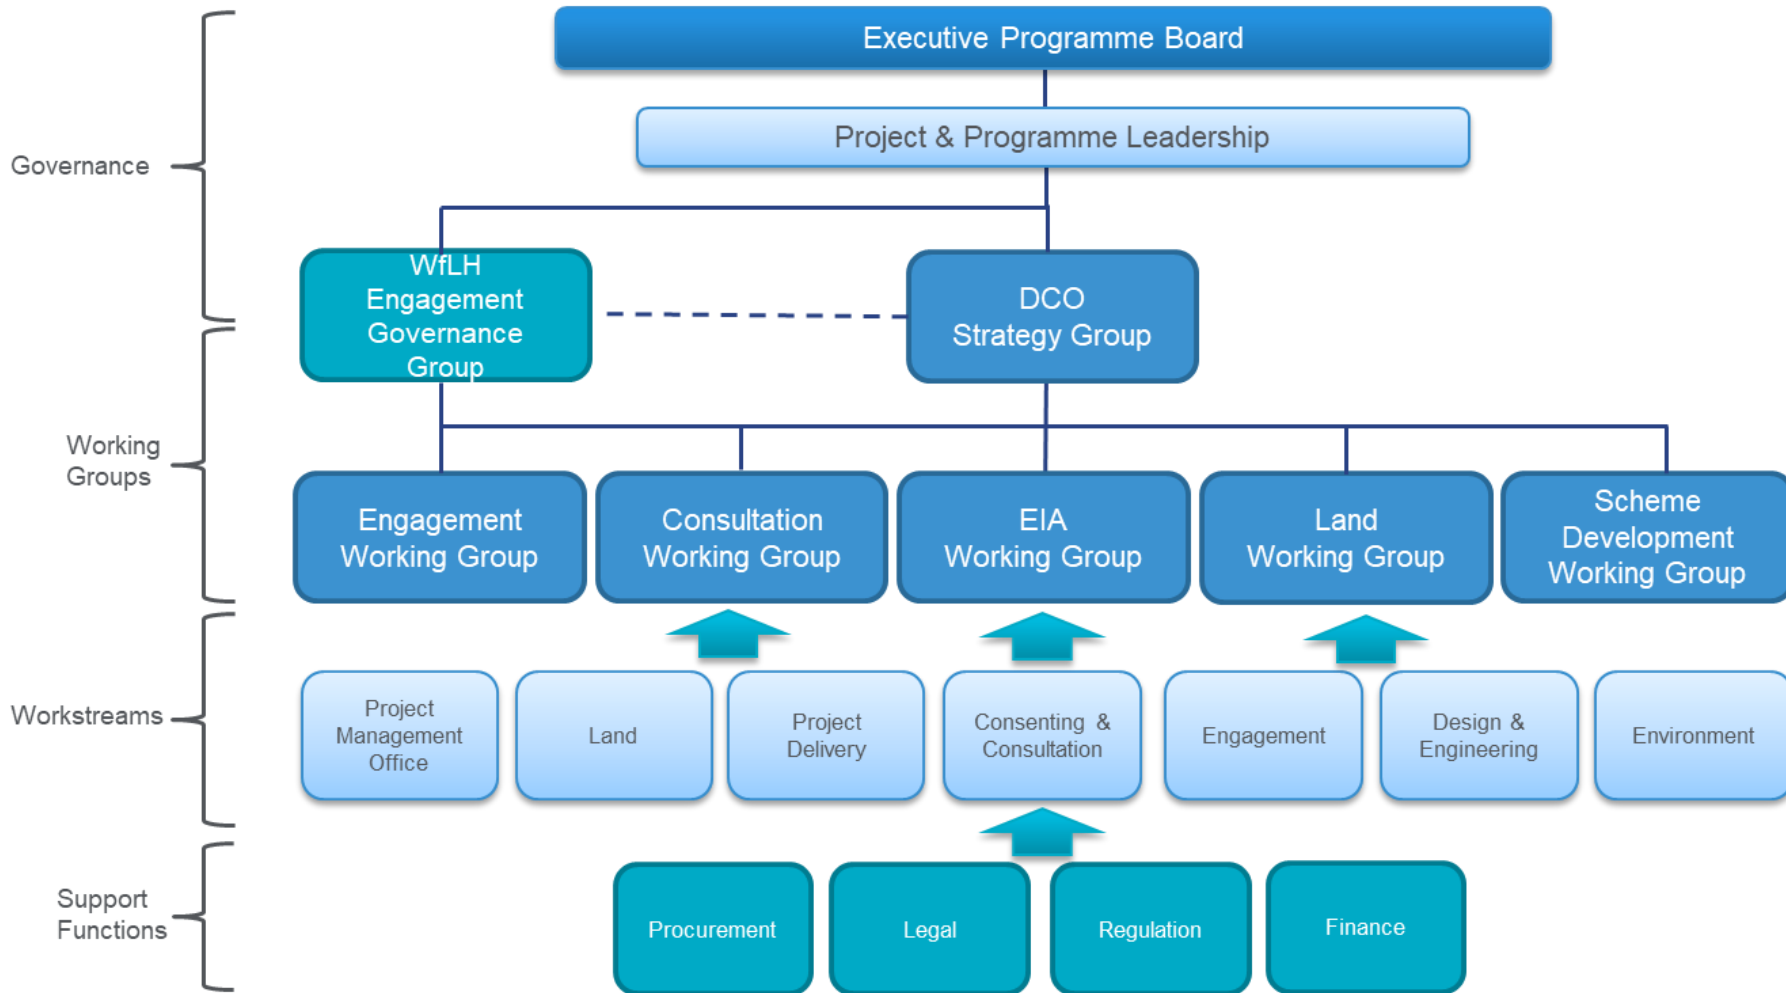 Executive Programme Board
Project & Programme Leadership
Governance
WfLH
Engagement
Governance
Group
DCO
Strategy Group
Working
Groups
Engagement
Working Group
Consultation
Working Group
EIA
Working Group
Land
Working Group
Scheme
Development
Working Group
Workstreams
Project
Management
Office
Land
Project
Delivery
Consenting &
Consultation
Engagement
Design &
Engineering
Environment
Support
Functions
Procurement
Legal
Regulation
Finance